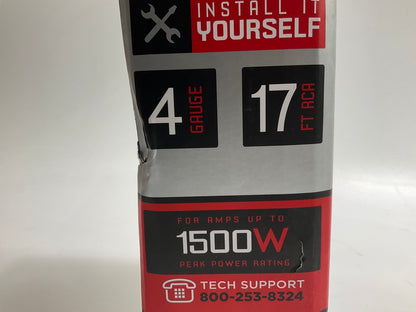 INSTALL IT
YOURSELF
4 GAUGE
17 FT RCA
FOR AMPS UP TO
1500W
PEAK POWER RATING
TECH SUPPORT
800-253-8324